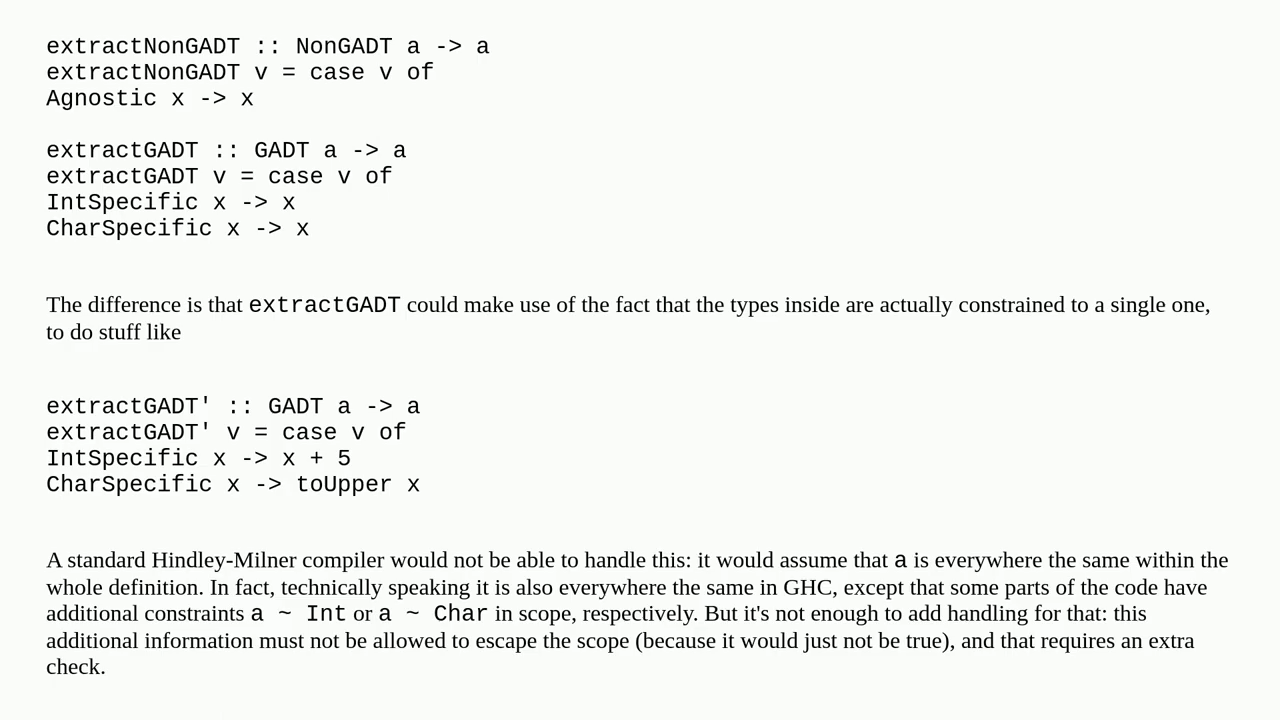 extractNonGADT :: NonGADT a -> a
extractNonGADT v = case v of
Agnostic x -> x
extractGADT :: GADT a -> a
extractGADT v = case v of
IntSpecific x -> x
CharSpecific x -> x
The difference is that extractGADT could make use of the fact that the types inside are actually constrained to a single one,
to do stuff like
extractGADT' :: GADT a -> a
extractGADT' v = case v of
IntSpecific x -> x + 5
CharSpecific x -> toUpper x
A standard Hindley-Milner compiler would not be able to handle this: it would assume that a is everywhere the same within the
whole definition. In fact, technically speaking it is also everywhere the same in GHC, except that some parts of the code have
additional constraints a ~ Int or a ~ Char in scope, respectively. But it's not enough to add handling for that: this
additional information must not be allowed to escape the scope (because it would just not be true), and that requires an extra
check.